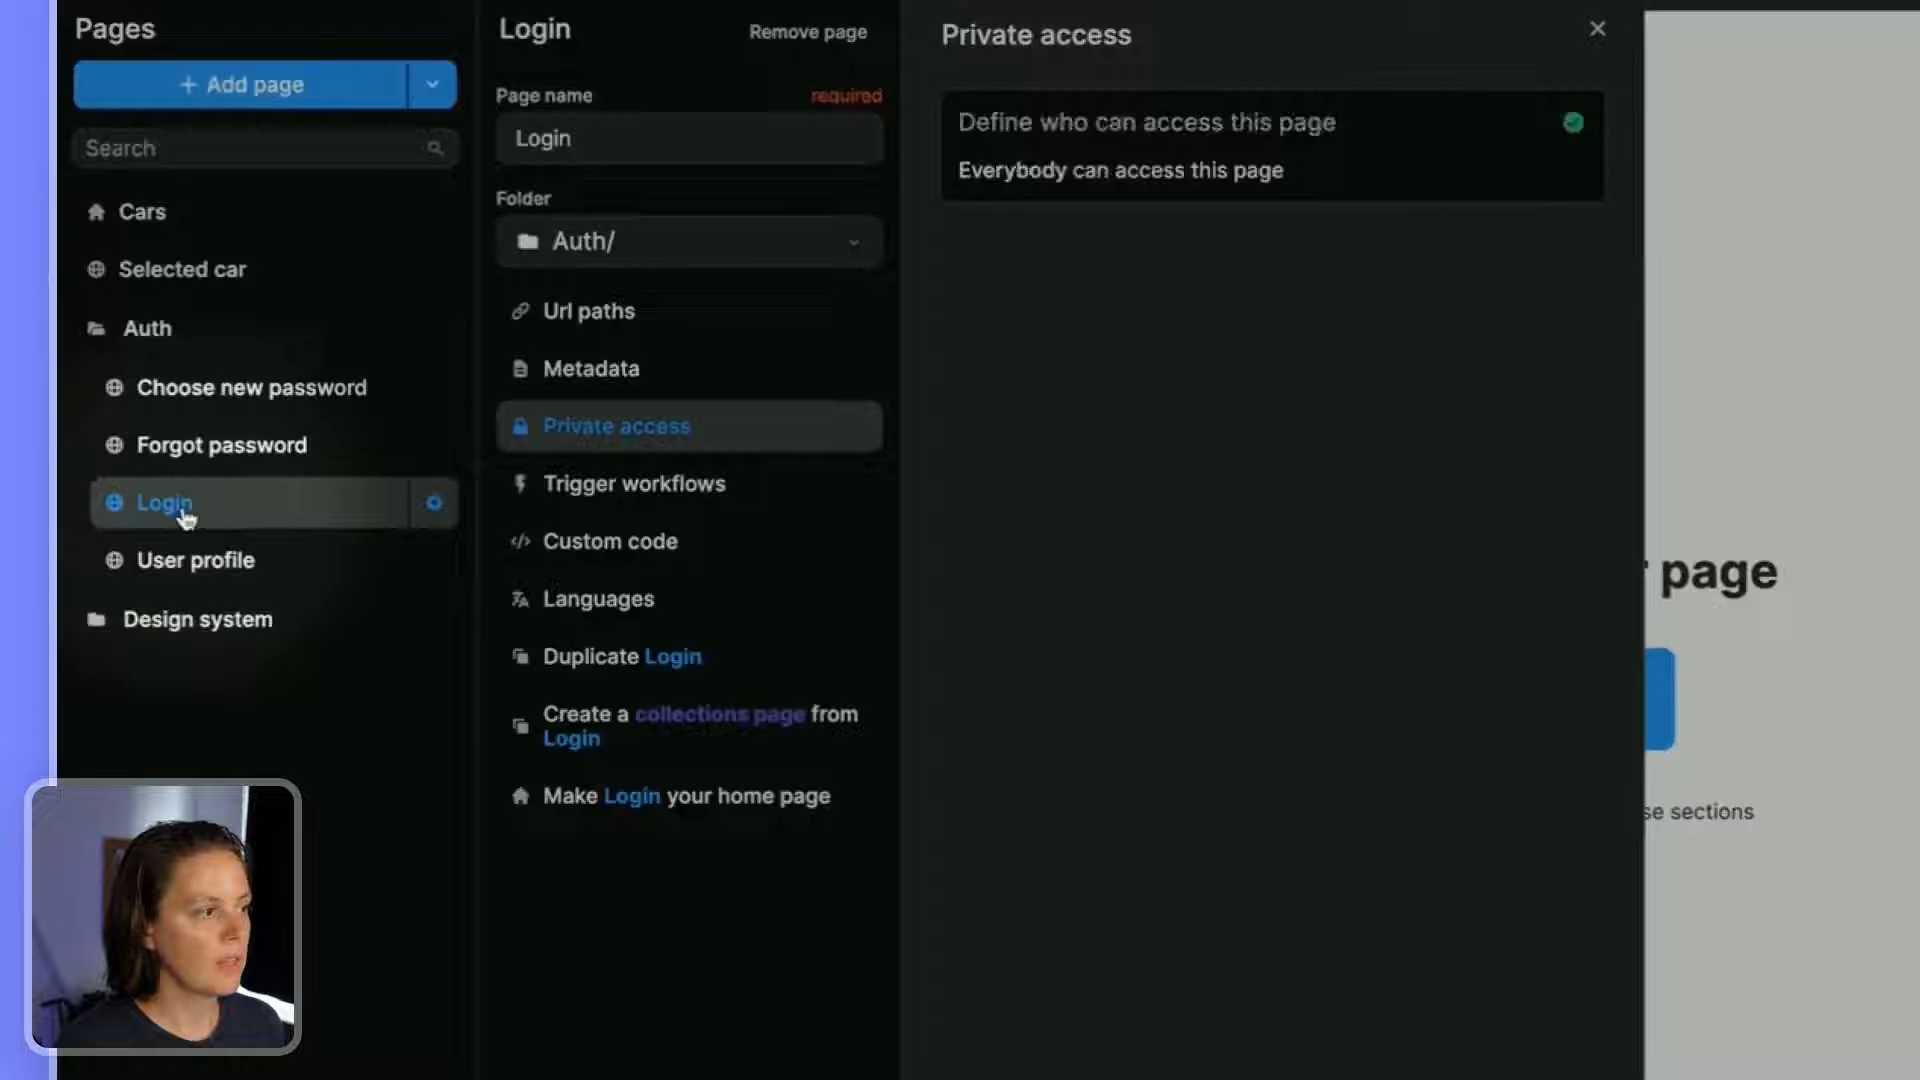 Pages
+ Add page
Search
Cars
Selected car
Auth
Choose new password
Forgot password
Login
User profile
Design system
Login
Remove page
Page name
required
Login
Folder
Auth/
Url paths
Metadata
Private access
Trigger workflows
</> Custom code
Languages
Duplicate Login
Create a collections page from
Login
Make Login your home page
Private access
Define who can access this page
Everybody can access this page
page
se sections